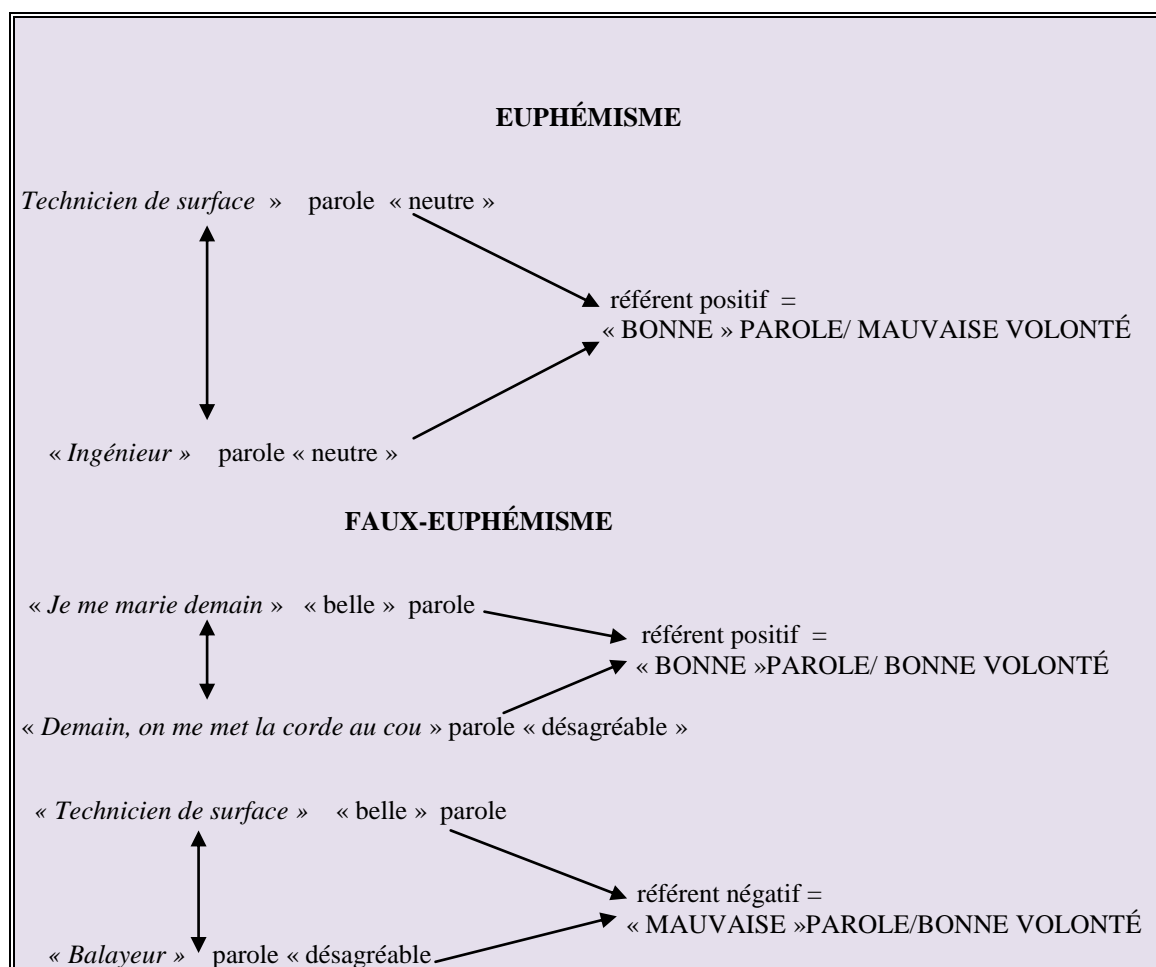 EUPHÉMISME
Technicien de surface » parole « neutre »
référent positif =
« BONNE » PAROLE/ MAUVAISE VOLONTÉ
« Ingénieur » parole « neutre »
FAUX-EUPHÉMISME
« Je me marie demain » « belle » parole
référent positif =
« BONNE »PAROLE/ BONNE VOLONTÉ
« Demain, on me met la corde au cou » parole « désagréable »
« Technicien de surface » « belle » parole
référent négatif =
« MAUVAISE »PAROLE/BONNE VOLONTÉ
« Balayeur » parole « désagréable